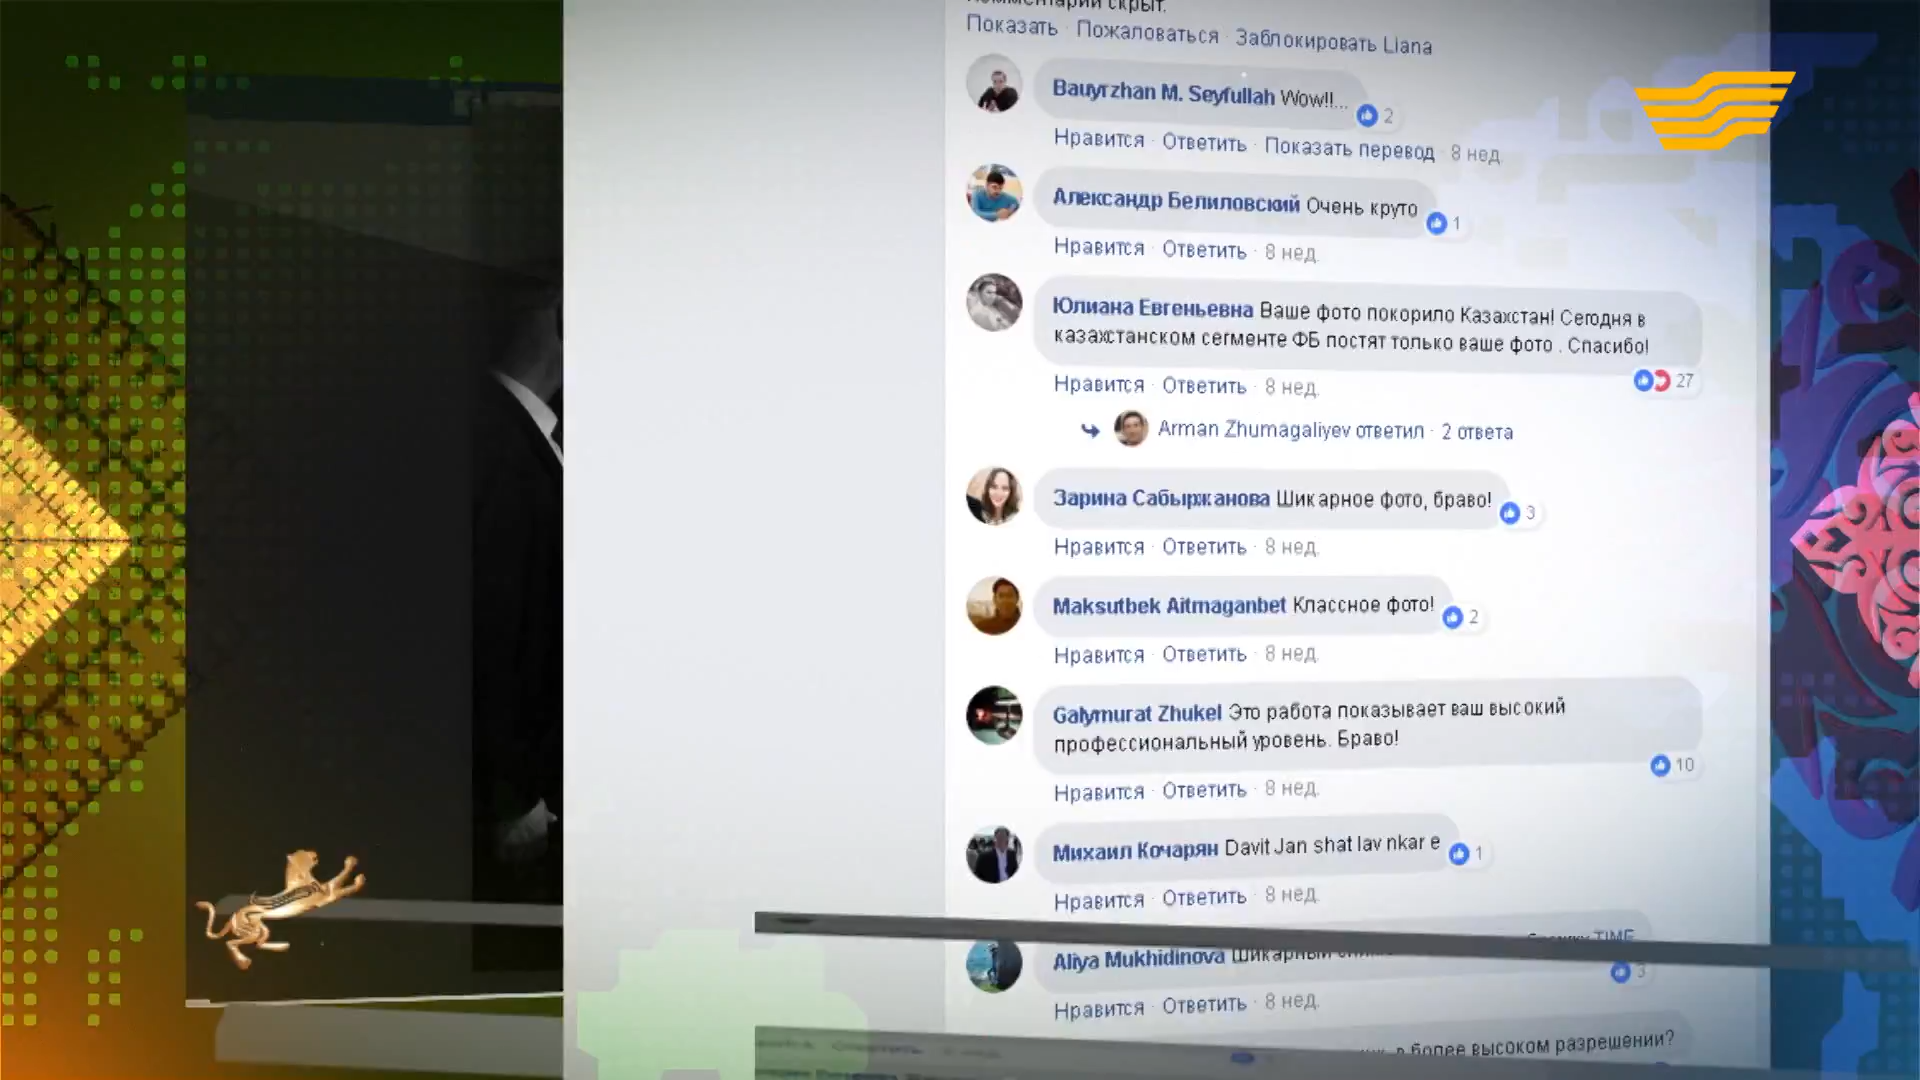 Комментарий скрыт.
Показать · Пожаловаться · Заблокировать Liana
Bauyrzhan M. Seyfullah Wow!!... 2
Нравится · Ответить · Показать перевод · 8 нед.
Александр Белиловский Очень круто 1
Нравится · Ответить · 8 нед.
Юлиана Евгеньевна Ваше фото покорило Казахстан! Сегодня в
казахстанском сегменте ФБ постят только ваше фото . Спасибо!
27
Нравится · Ответить · 8 нед.
Arman Zhumagaliyev ответил · 2 ответа
Зарина Сабыржанова Шикарное фото, браво! 3
Нравится · Ответить · 8 нед.
Maksutbek Aitmaganbet Классное фото! 2
Нравится · Ответить · 8 нед.
Galymurat Zhukel Это работа показывает ваш высокий
профессиональный уровень. Браво!
10
Нравится · Ответить · 8 нед.
Михаил Кочарян Davit Jan shat lav nkar e 1
Нравится · Ответить · 8 нед.
Aliya Mukhidinova Шикарный TIME
3
Нравится · Ответить · 8 нед.
в более высоком разрешении?